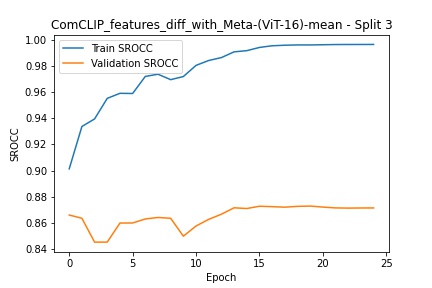 ComCLIP_features_diff_with_Meta-(ViT-16)-mean - Split 3
Train SROCC
Validation SROCC
SROCC
1.00
0.98
0.96
0.94
0.92
0.90
0.88
0.86
0.84
0 5 10 15 20 25
Epoch